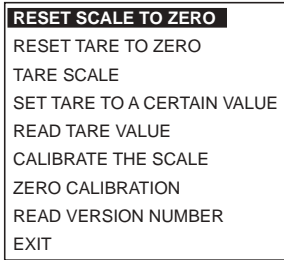 RESET SCALE TO ZERO
RESET TARE TO ZERO
TARE SCALE
SET TARE TO A CERTAIN VALUE
READ TARE VALUE
CALIBRATE THE SCALE
ZERO CALIBRATION
READ VERSION NUMBER
EXIT